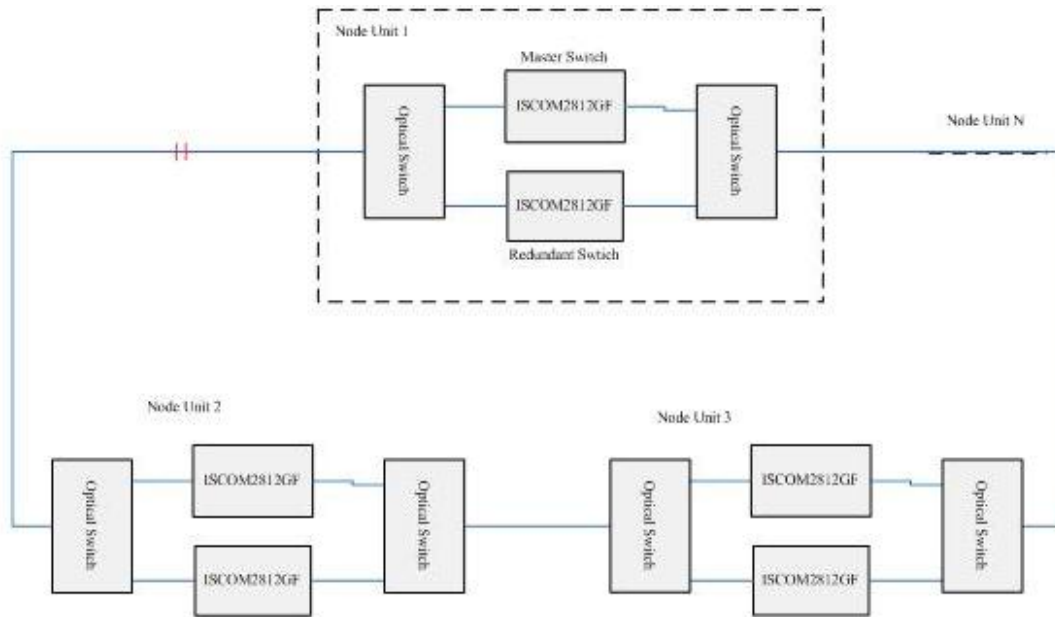 Node Unit 1
Master Switch
ISCOM2812GF
Optical Switch
Optical Switch
Node Unit N
ISCOM2812GF
Redundant Swtich
Node Unit 2
Node Unit 3
Optical Switch
ISCOM2812GF
Optical Switch
Optical Switch
ISCOM2812GF
Optical Switch
ISCOM2812GF
ISCOM2812GF